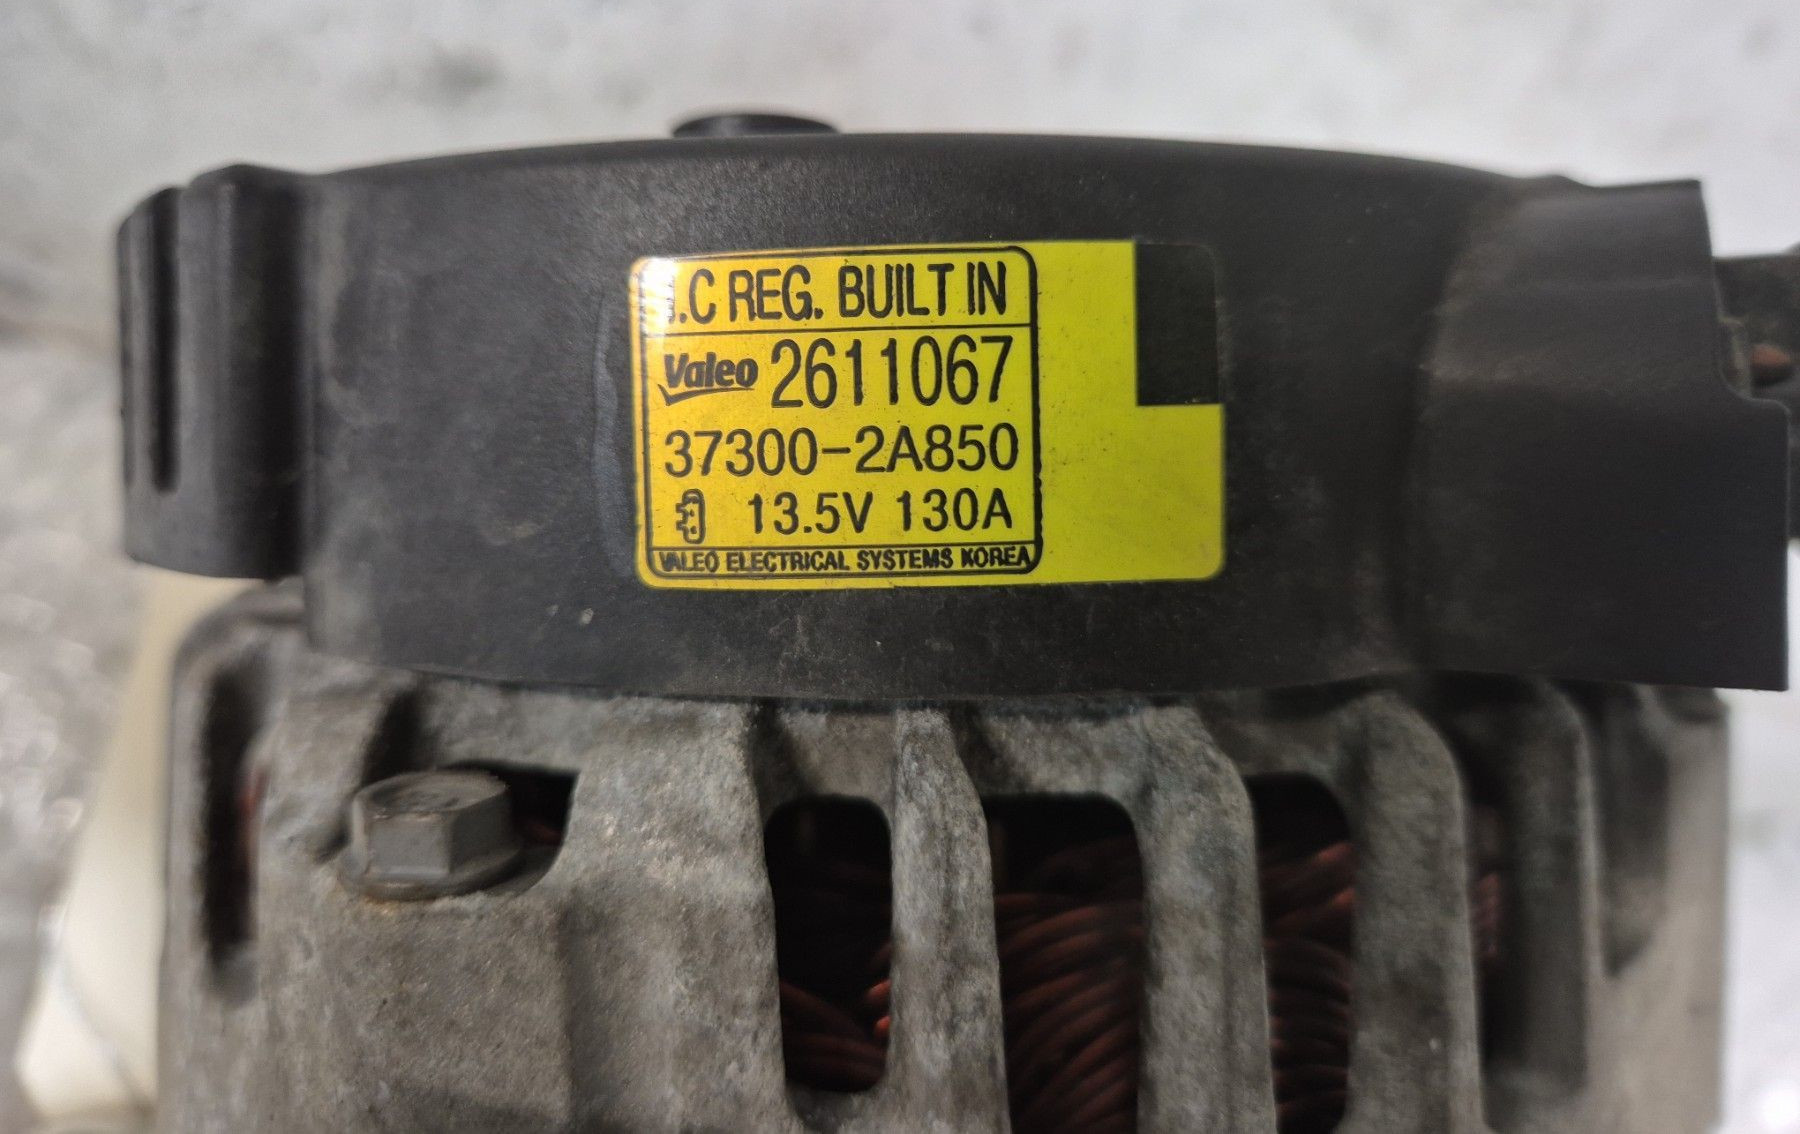 I.C REG. BUILT IN
Valeo 2611067
37300-2A850
13.5V 130A
VALEO ELECTRICAL SYSTEMS KOREA